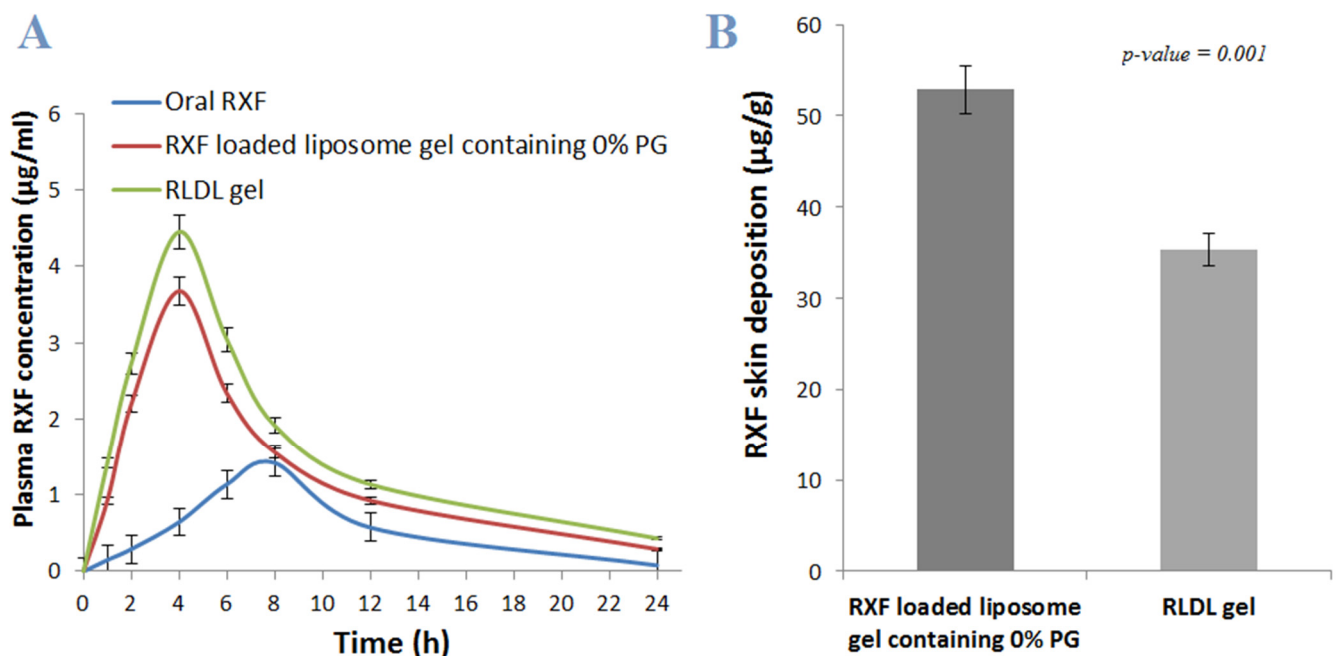 A
Oral RXF
RXF loaded liposome gel containing 0% PG
RLDL gel
Plasma RXF concentration (µg/ml)
6
5
4
3
2
1
0
0 2 4 6 8 10 12 14 16 18 20 22 24
Time (h)
B
p-value = 0.001
RXF skin deposition (µg/g)
60
50
40
30
20
10
0
RXF loaded liposome
gel containing 0% PG
RLDL gel